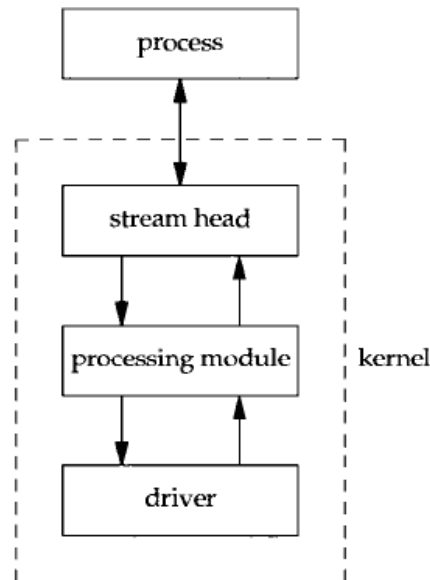 process
stream head
processing module
kernel
driver